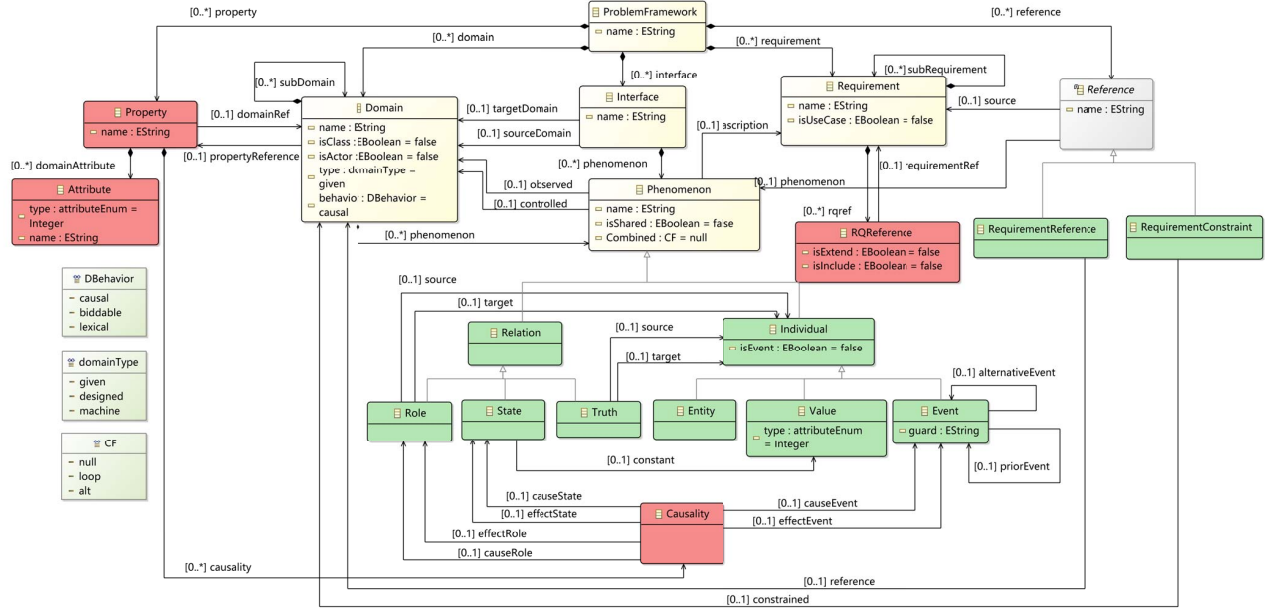 ProblemFramework
name : EString
[0..*] property
[0..*] reference
[0..*] domain
[0..*] requirement
[0..*] interface
[0..*] subDomain
[0..*] subRequirement
Property
name : EString
[0..1] domainRef
[0..1] propertyReference
Domain
name : EString
isClass : EBoolean = false
isActor : EBoolean = false
type : domainType =
given
behavio : DBehavior =
causal
[0..1] targetDomain
[0..1] sourceDomain
Interface
name : EString
Requirement
name : EString
isUseCase : EBoolean = false
[0..1] source
Reference
name : EString
[0..1] ascription
[0..*] domainAttribute
[0..*] phenomenon
[0..1] requirementRef
Attribute
type : attributeEnum =
Integer
name : EString
[0..1] observed
[0..1] controlled
Phenomenon
name : EString
isShared : EBoolean = fase
Combined : CF = null
[0..1] phenomenon
[0..*] rqref
[0..*] phenomenon
RQReference
isExtend : EBoolean = false
isInclude : EBoolean = false
RequirementReference
RequirementConstraint
DBehavior
causal
biddable
lexical
[0..1] source
[0..1] target
Relation
[0..1] source
[0..1] target
Individual
isEvent : EBoolean = false
domainType
given
designed
machine
[0..1] alternativeEvent
Role
State
Truth
Entity
Value
type : attributeEnum
= Integer
Event
guard : EString
CF
null
loop
alt
[0..1] constant
[0..1] priorEvent
[0..1] causeState
[0..1] effectState
[0..1] effectRole
[0..1] causeRole
Causality
[0..1] causeEvent
[0..1] effectEvent
[0..*] causality
[0..1] reference
[0..1] constrained